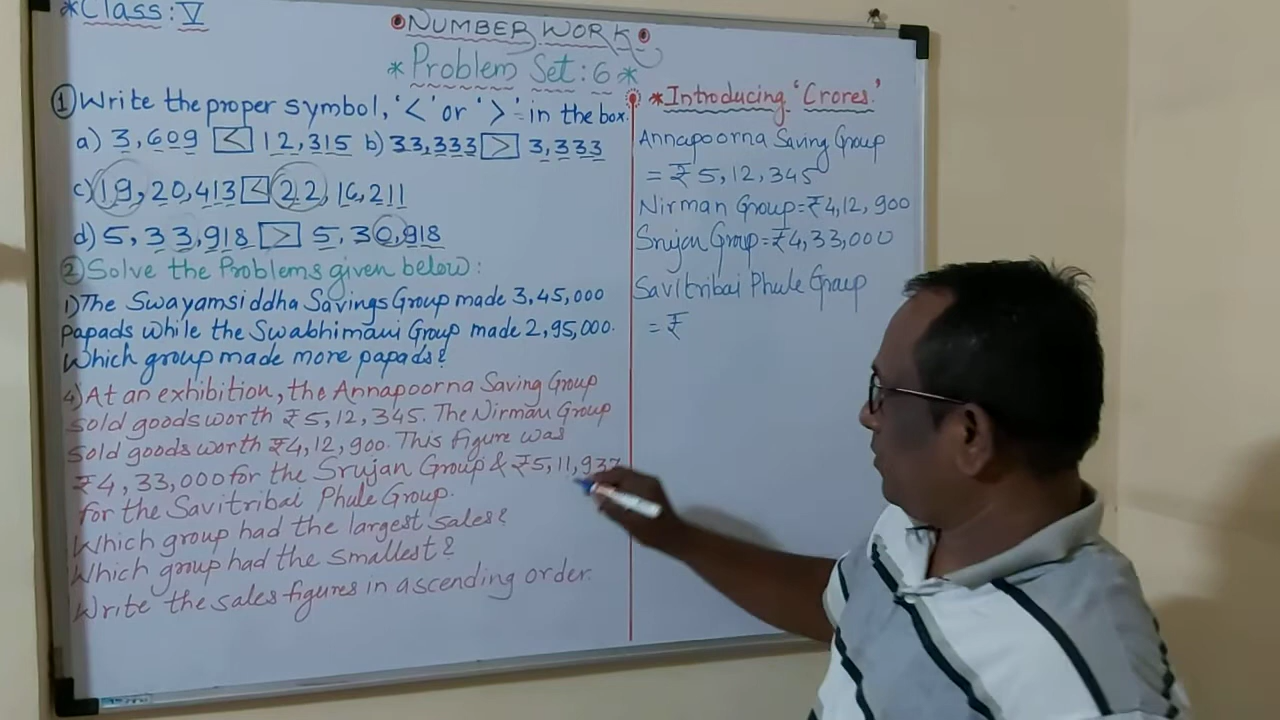 *Class: V
NUMBER WORK
* Problem Set: 6 *
① Write the proper symbol, '<' or '>' in the box.
a) 3,609 < 12,315 b) 33,333 > 3,333
c) 19,20,413 < 22,16,211
d) 5,33,918 > 5,30,918
② Solve the Problems given below:
1) The Swayamsiddha Savings Group made 3,45,000
papads while the Swabhimani Group made 2,95,000.
Which group made more papads?
4) At an exhibition, the Annapoorna Saving Group
sold goods worth ₹5,12,345. The Nirman Group
sold goods worth ₹4,12,900. This figure was
₹4,33,000 for the Srujan Group & ₹5,11,937
for the Savitribai Phule Group.
Which group had the largest sales?
Which group had the smallest?
Write the sales figures in ascending order.
* Introducing 'Crores.'
Annapoorna Saving Group
= ₹5,12,345
Nirman Group = ₹4,12,900
Srujan Group = ₹4,33,000
Savitribai Phule Group
= ₹